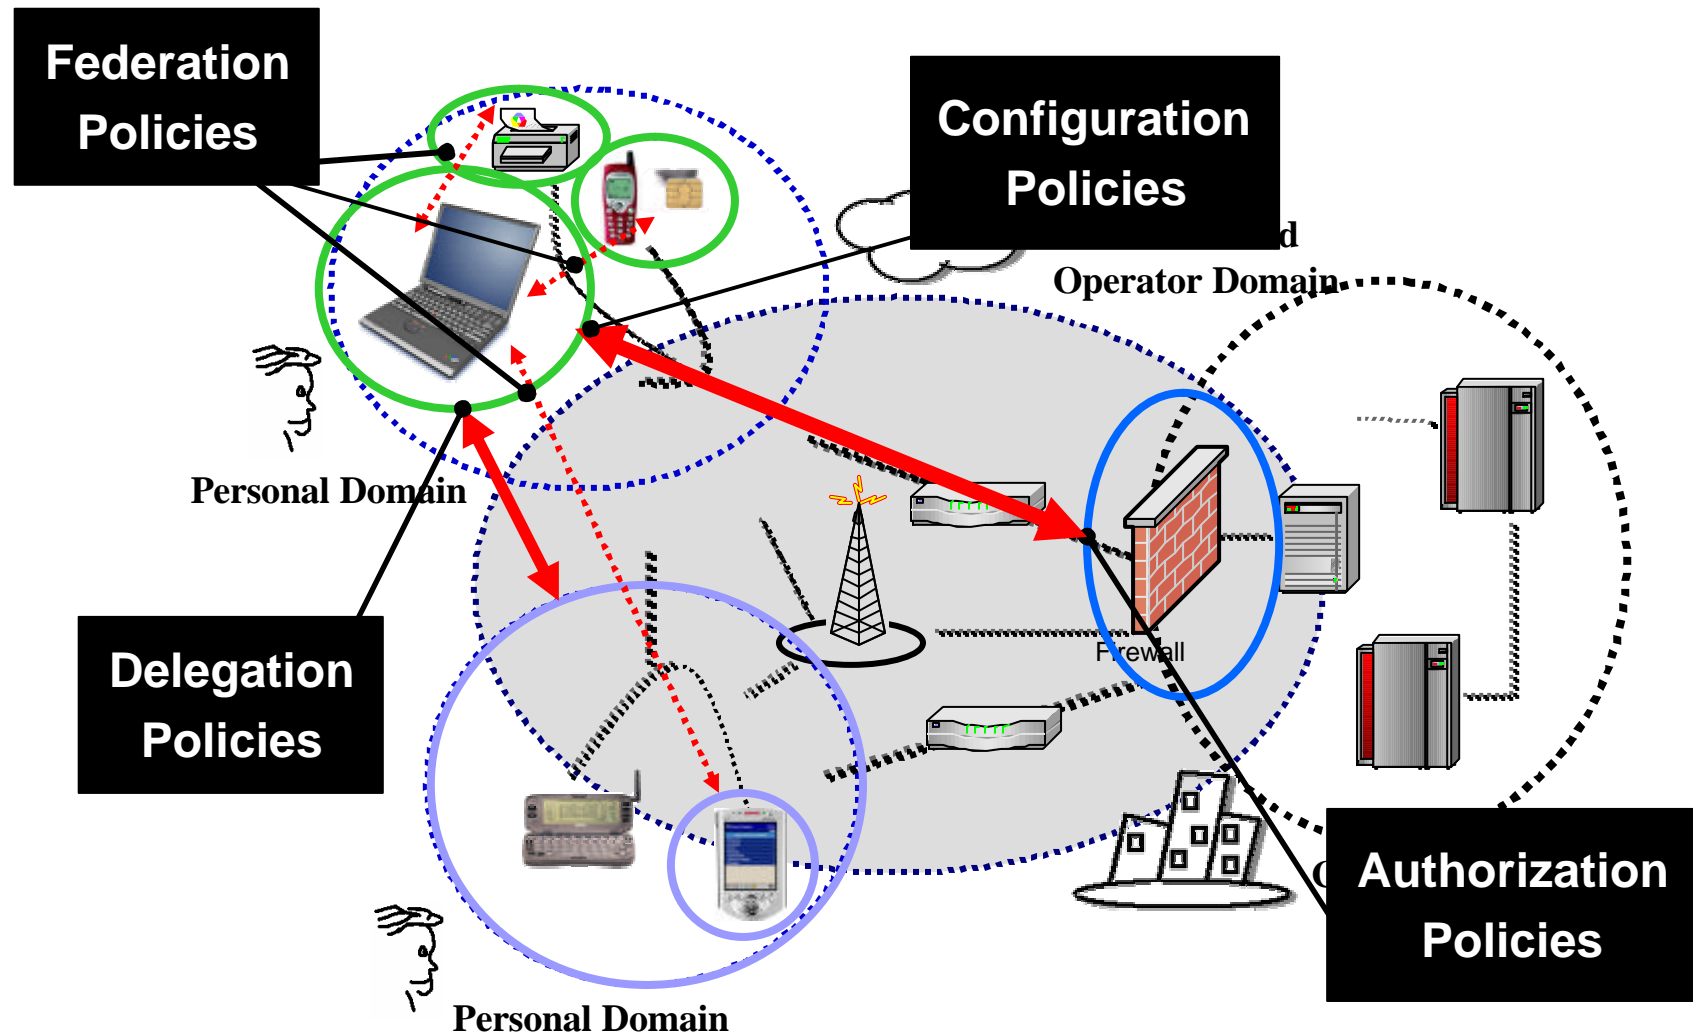 Federation
Policies
Configuration
Policies
d
Operator Domain
Personal Domain
Firewall
Delegation
Policies
Authorization
Policies
Personal Domain